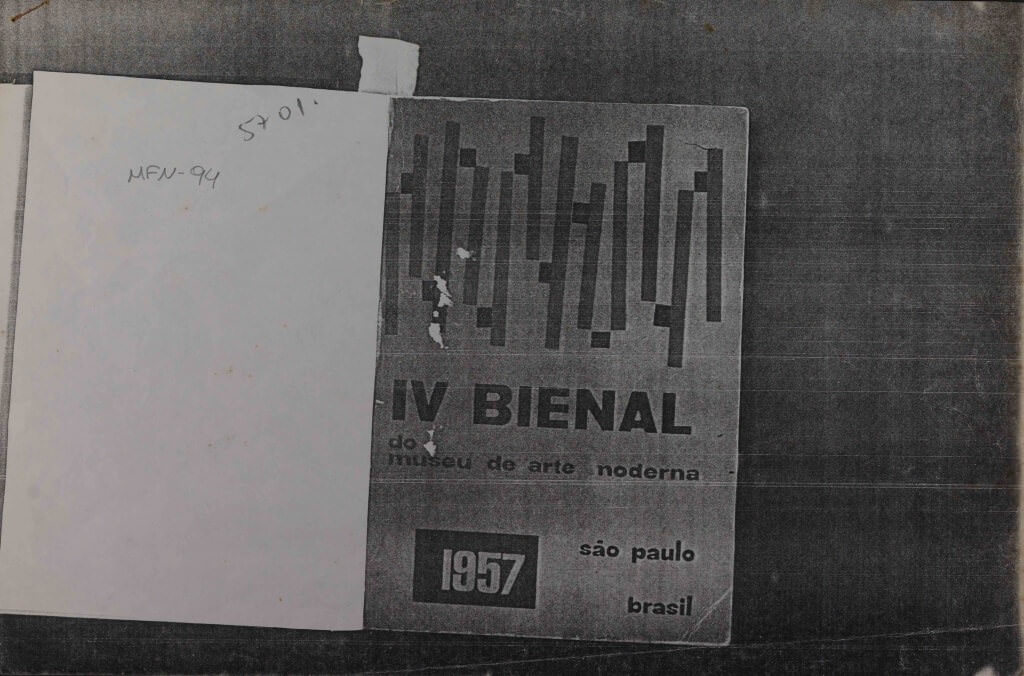 5701.
MFN-94
IV BIENAL
do
museu de arte moderna
1957
são paulo
brasil